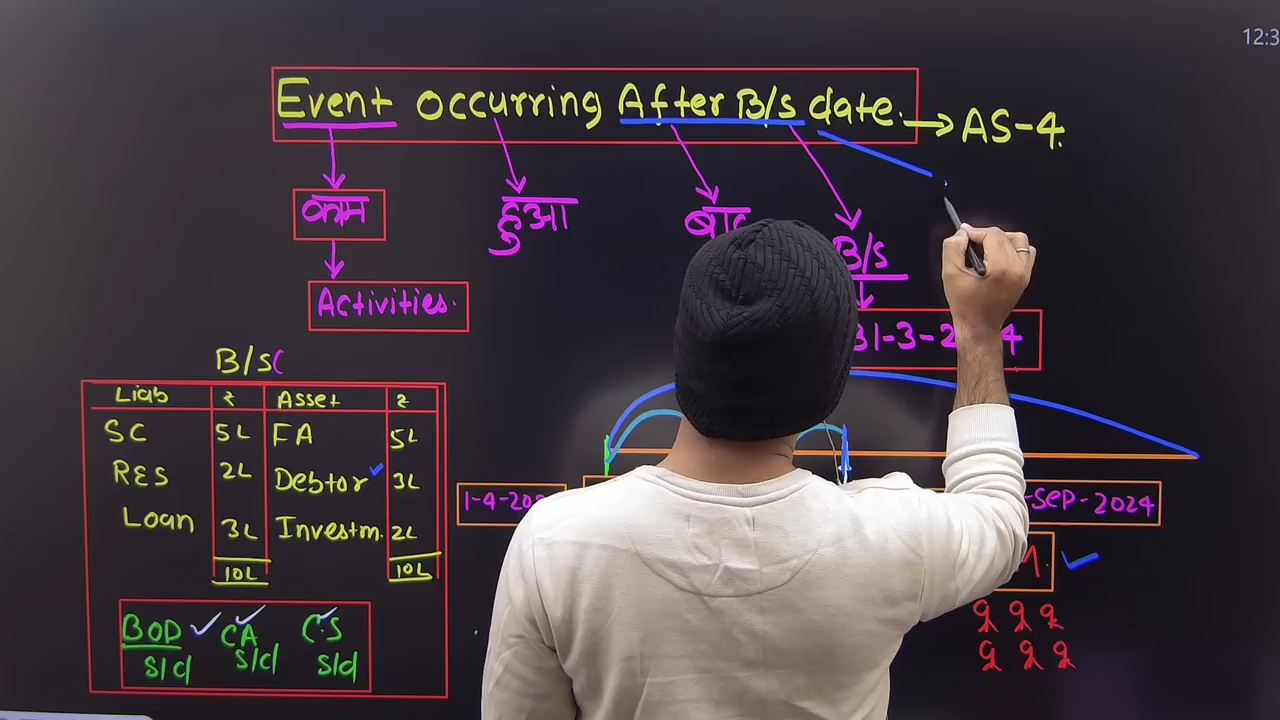 12:3
Event occurring After B/s date. → AS-4.
काम हुआ
B/S
Activities.
B/S
Liab ₹ Asset ₹
SC 5L FA 5L
RES 2L Debtor 3L
Loan 3L Investm. 2L
10L 10L
BOD CA C.S
s/d s/d s/d
31-3-2 4
1-4-20
-Sep-2024